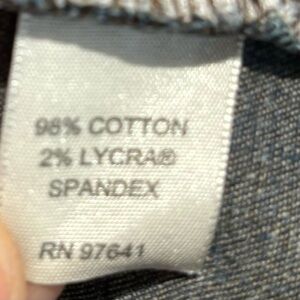 98% COTTON
2% LYCRA®
SPANDEX
RN 97641